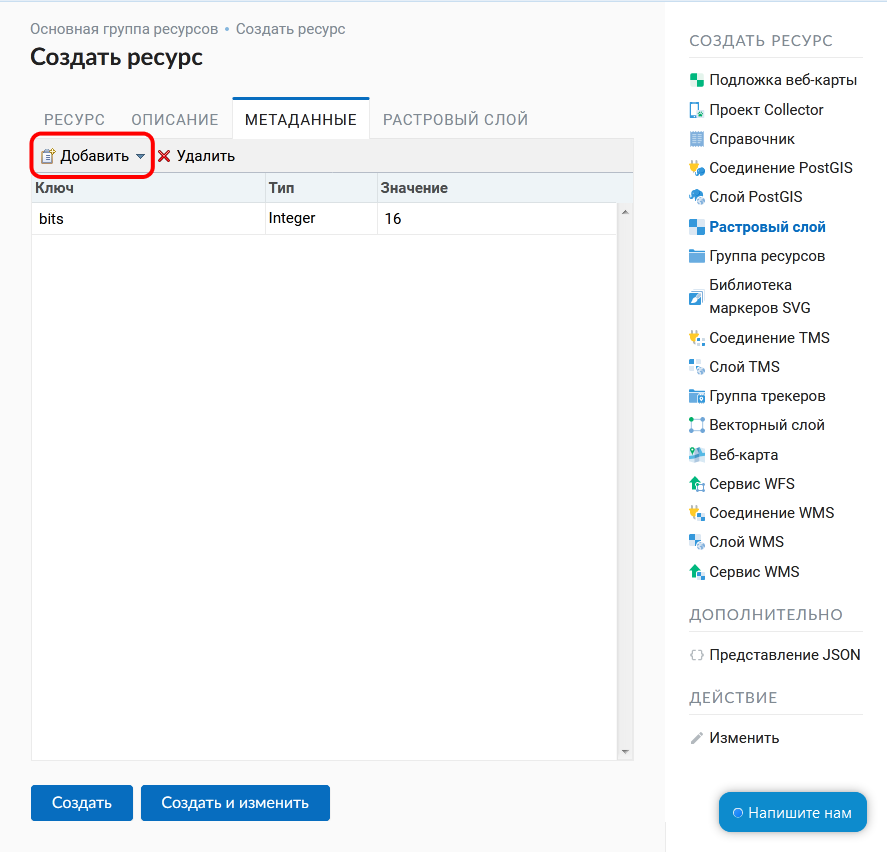 Основная группа ресурсов • Создать ресурс
Создать ресурс
РЕСУРС ОПИСАНИЕ МЕТАДАННЫЕ РАСТРОВЫЙ СЛОЙ
Добавить Удалить
Ключ Тип Значение
bits Integer 16
Создать Создать и изменить
СОЗДАТЬ РЕСУРС
Подложка веб-карты
Проект Collector
Справочник
Соединение PostGIS
Слой PostGIS
Растровый слой
Группа ресурсов
Библиотека
маркеров SVG
Соединение TMS
Слой TMS
Группа трекеров
Векторный слой
Веб-карта
Сервис WFS
Соединение WMS
Слой WMS
Сервис WMS
ДОПОЛНИТЕЛЬНО
Представление JSON
ДЕЙСТВИЕ
Изменить
Напишите нам